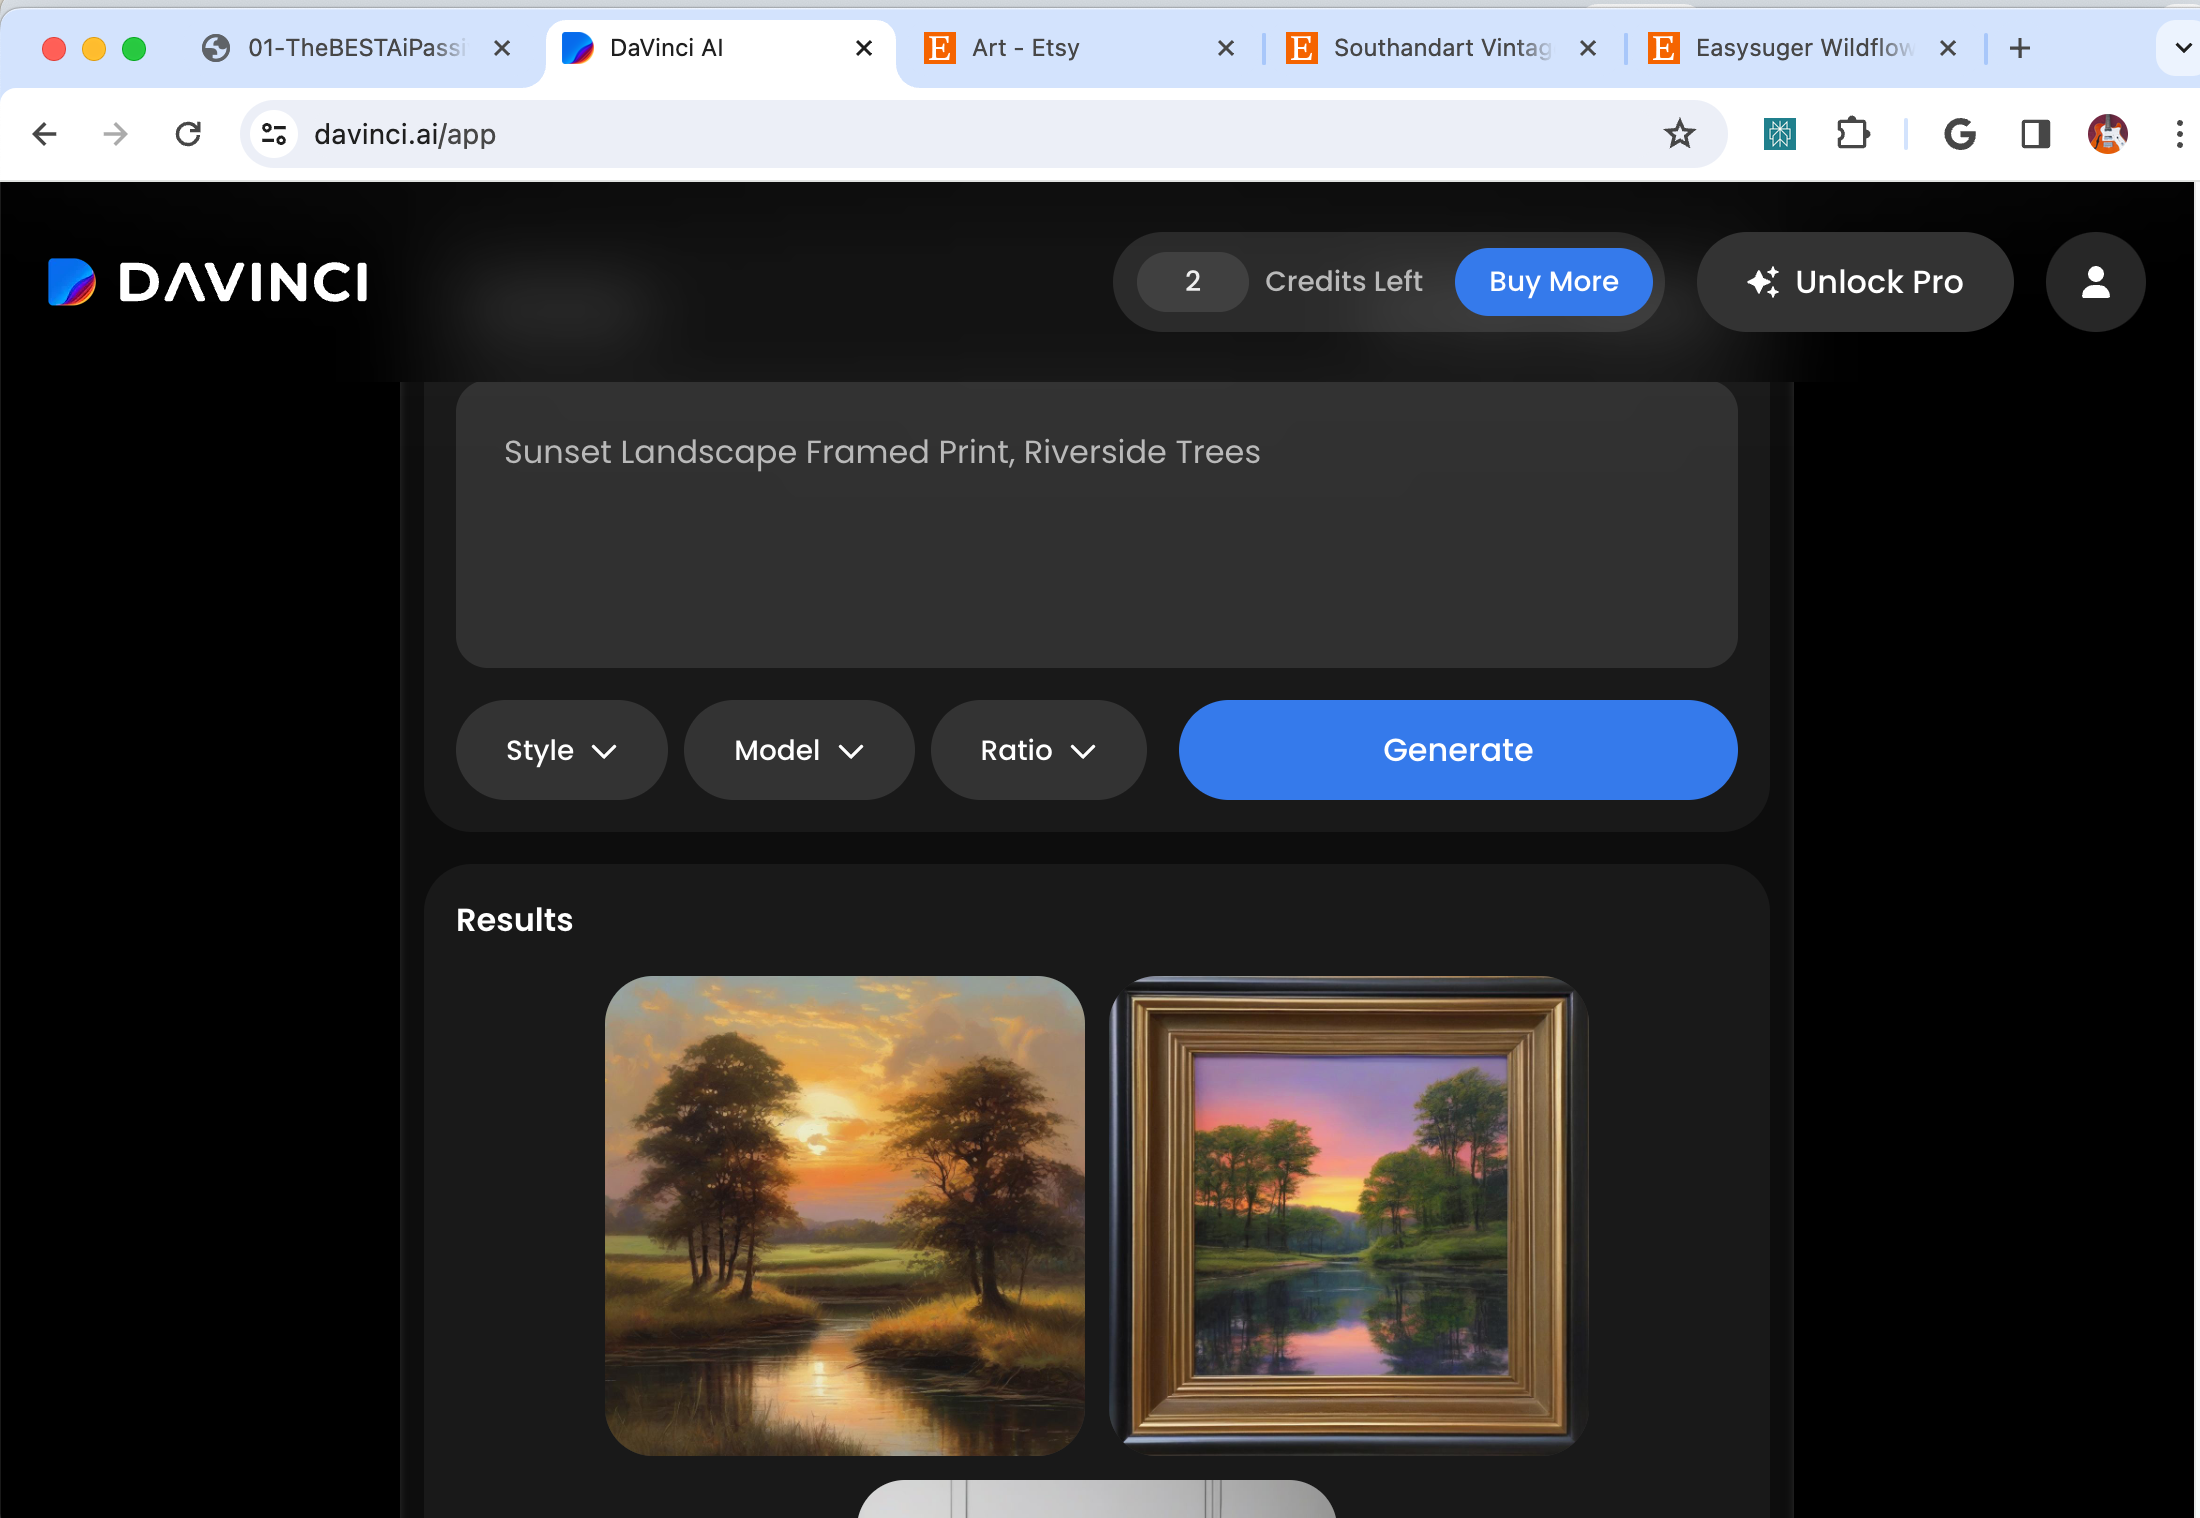 01-TheBESTAiPassi
DaVinci AI
Art - Etsy
Southandart Vintag
Easysuger Wildflow
davinci.ai/app
DAVINCI
2 Credits Left
Buy More
Unlock Pro
Sunset Landscape Framed Print, Riverside Trees
Style
Model
Ratio
Generate
Results